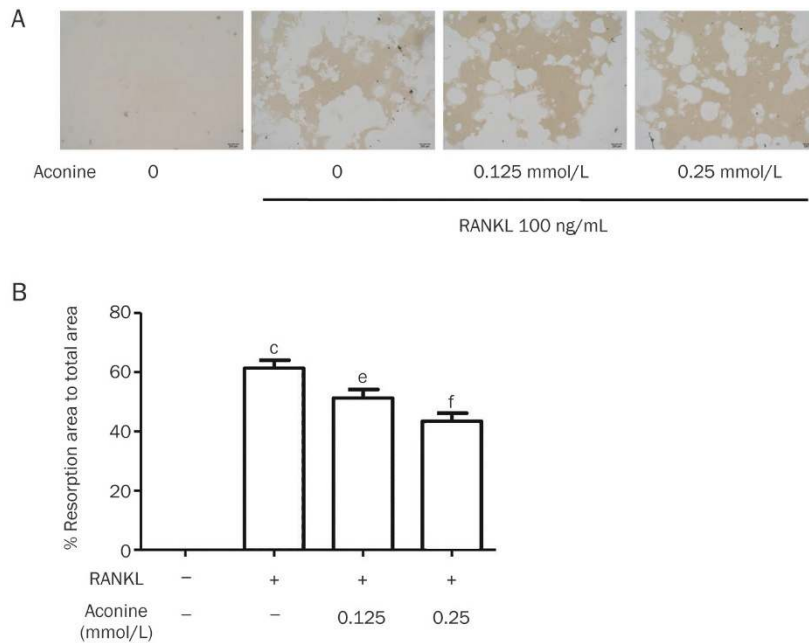 A
Aconine 0 0 0.125 mmol/L 0.25 mmol/L
RANKL 100 ng/mL
B
% Resorption area to total area
80
60
40
20
0
c
e
f
RANKL − + + +
Aconine (mmol/L) − − 0.125 0.25